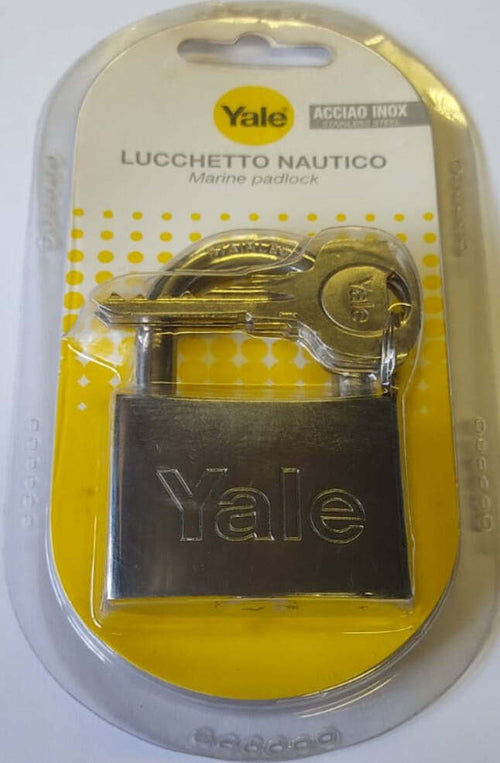 Yale
ACCIAO INOX
STAINLESS STEEL
LUCCHETTO NAUTICO
Marine padlock
Yale
Yale